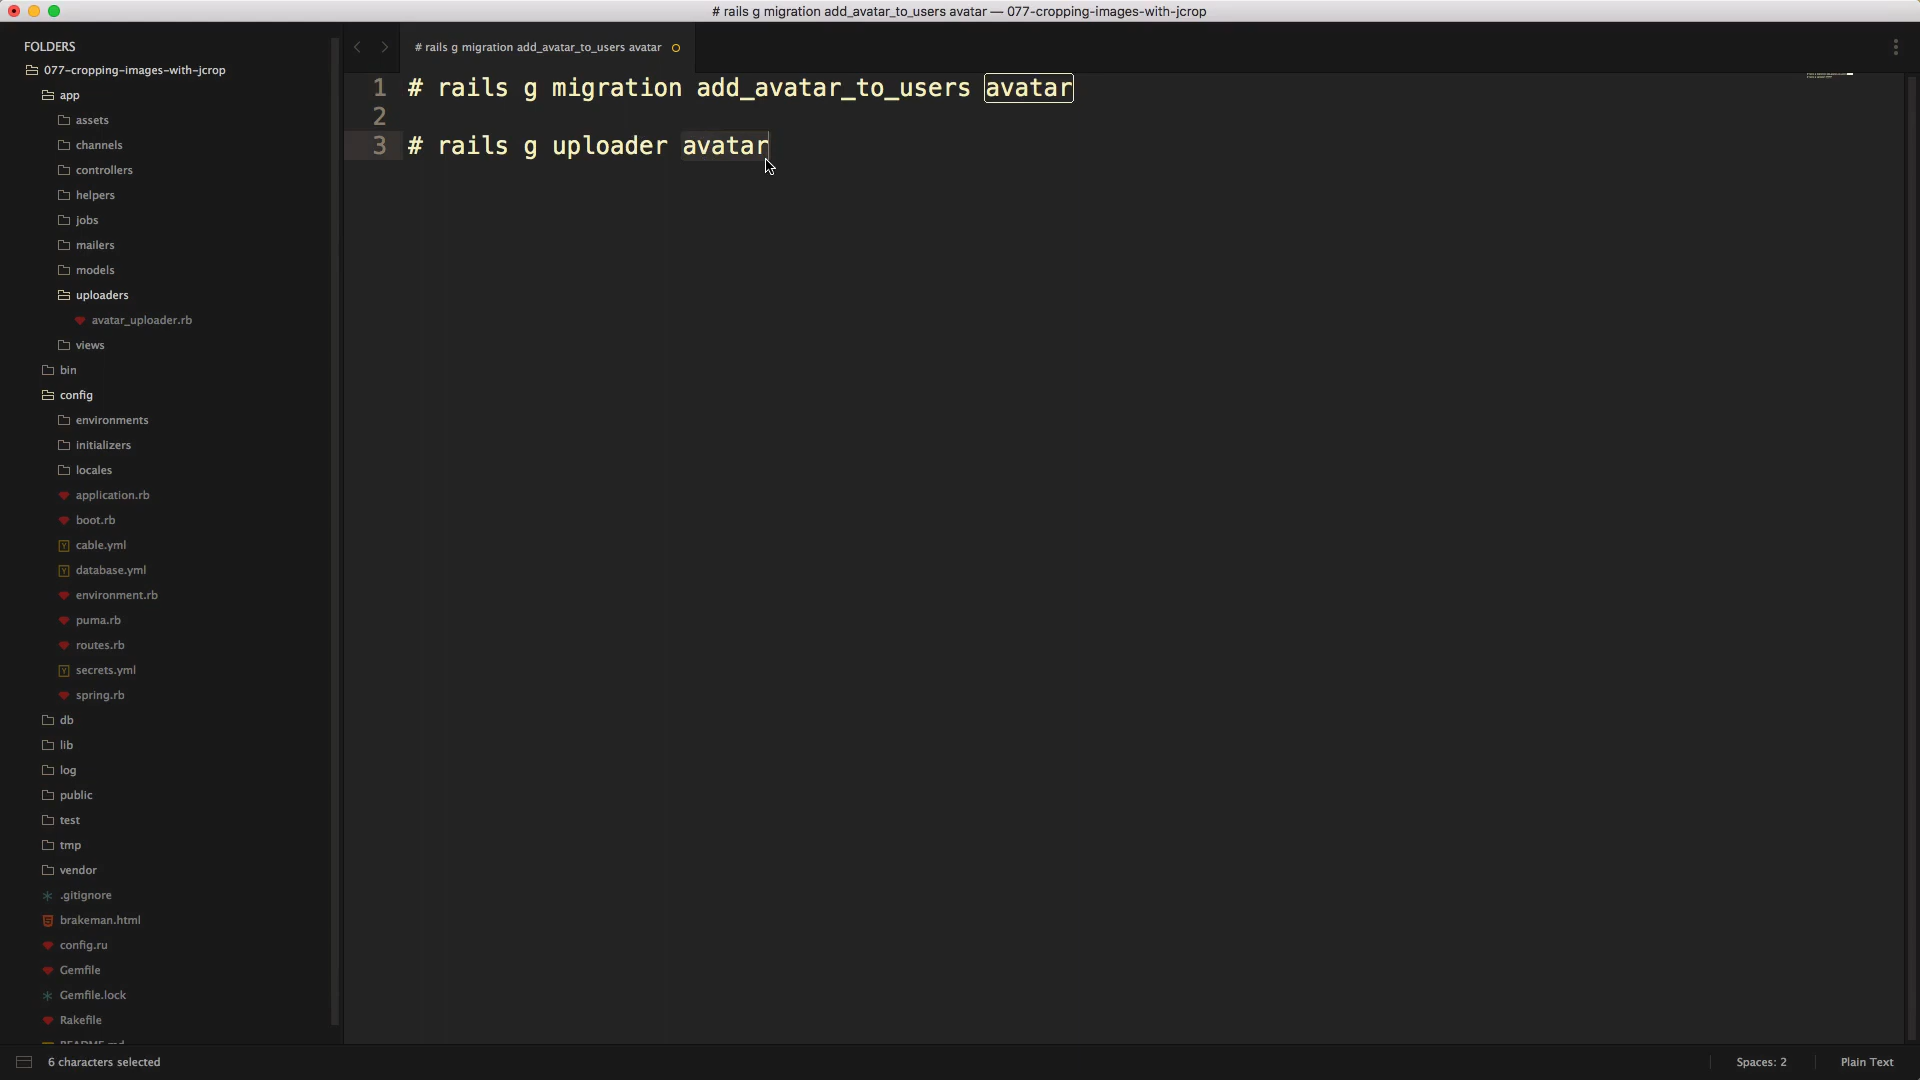 # rails g migration add_avatar_to_users avatar — 077-cropping-images-with-jcrop
FOLDERS
077-cropping-images-with-jcrop
app
assets
channels
controllers
helpers
jobs
mailers
models
uploaders
avatar_uploader.rb
views
bin
config
environments
initializers
locales
application.rb
boot.rb
cable.yml
database.yml
environment.rb
puma.rb
routes.rb
secrets.yml
spring.rb
db
lib
log
public
test
tmp
vendor
.gitignore
brakeman.html
config.ru
Gemfile
Gemfile.lock
Rakefile
README.md
# rails g migration add_avatar_to_users avatar
1 # rails g migration add_avatar_to_users avatar
2
3 # rails g uploader avatar
6 characters selected
Spaces: 2
Plain Text